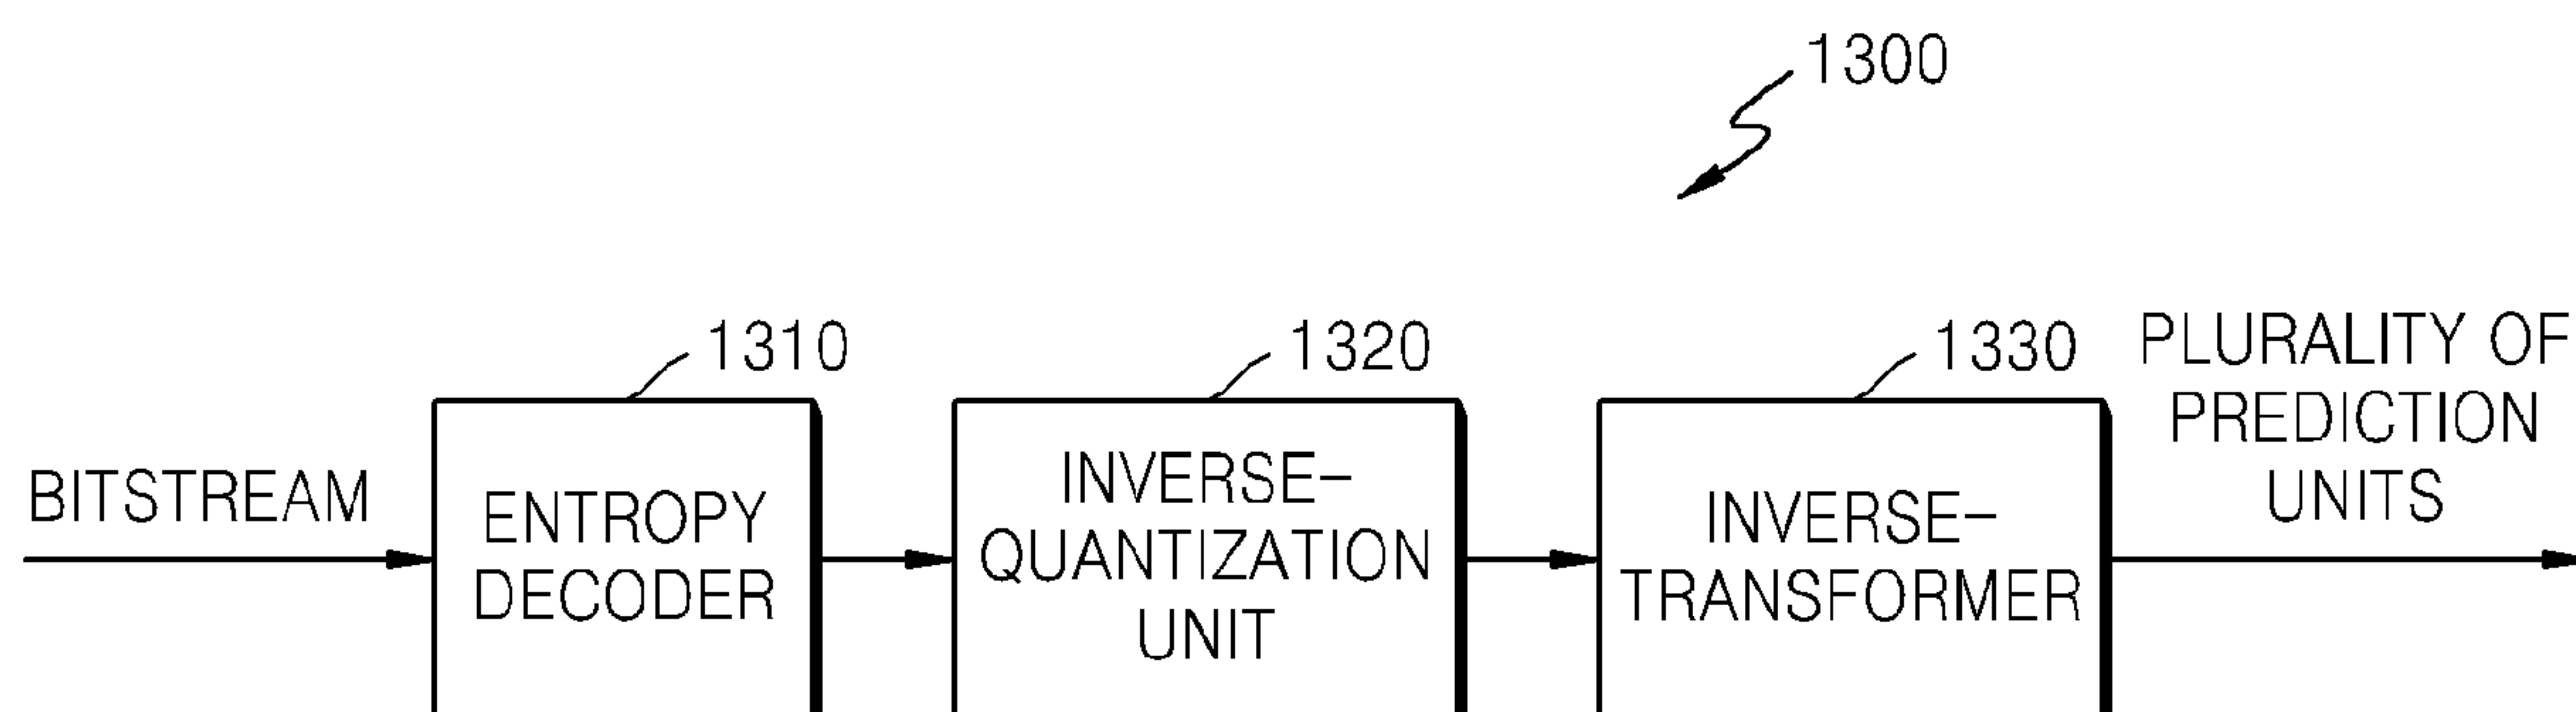 1300
1310
1320
1330
PLURALITY OF
PREDICTION
UNITS
BITSTREAM
ENTROPY
DECODER
INVERSE-
QUANTIZATION
UNIT
INVERSE-
TRANSFORMER